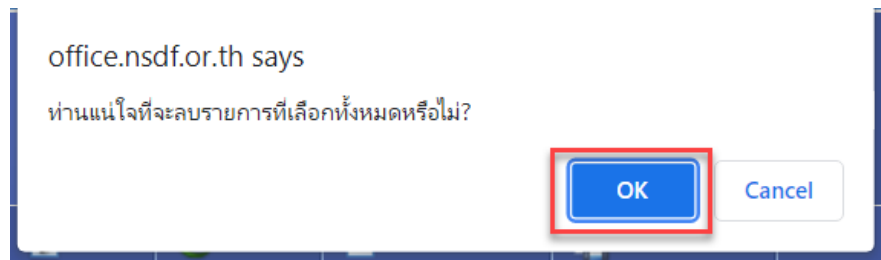 office.nsdf.or.th says
ท่านแน่ใจที่จะลบรายการที่เลือกทั้งหมดหรือไม่?
OK Cancel